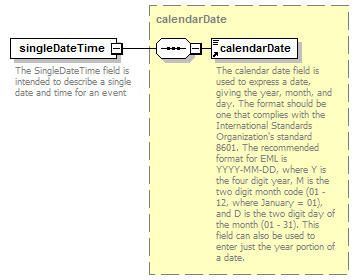 calendarDate
singleDateTime
The SingleDateTime field is
intended to describe a single
date and time for an event
calendarDate
The calendar date field is
used to express a date,
giving the year, month, and
day. The format should be
one that complies with the
International Standards
Organization's standard
8601. The recommended
format for EML is
YYYY-MM-DD, where Y is
the four digit year, M is the
two digit month code (01 -
12, where January = 01),
and D is the two digit day of
the month (01 - 31). This
field can also be used to
enter just the year portion of
a date.